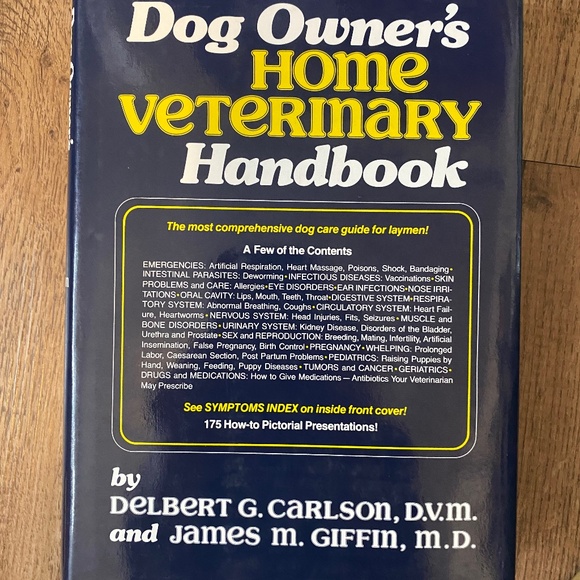 Dog Owner's
HOME
VETERINARY
Handbook
The most comprehensive dog care guide for laymen!
A Few of the Contents
EMERGENCIES: Artificial Respiration, Heart Massage, Poisons, Shock, Bandaging•
INTESTINAL PARASITES: Deworming•INFECTIOUS DISEASES: Vaccinations•SKIN
PROBLEMS and CARE: Allergies•EYE DISORDERS•EAR INFECTIONS•NOSE IRRI-
TATIONS•ORAL CAVITY: Lips, Mouth, Teeth, Throat•DIGESTIVE SYSTEM•RESPIRA-
TORY SYSTEM: Abnormal Breathing, Coughs•CIRCULATORY SYSTEM: Heart Fail-
ure, Heartworms•NERVOUS SYSTEM: Head Injuries, Fits, Seizures•MUSCLE and
BONE DISORDERS•URINARY SYSTEM: Kidney Disease, Disorders of the Bladder,
Urethra and Prostate•SEX and REPRODUCTION: Breeding, Mating, Infertility, Artificial
Insemination, False Pregnancy, Birth Control•PREGNANCY•WHELPING: Prolonged
Labor, Caesarean Section, Post Partum Problems•PEDIATRICS: Raising Puppies by
Hand, Weaning, Feeding, Puppy Diseases•TUMORS and CANCER•GERIATRICS•
DRUGS and MEDICATIONS: How to Give Medications — Antibiotics Your Veterinarian
May Prescribe
See SYMPTOMS INDEX on inside front cover!
175 How-to Pictorial Presentations!
by
DELBERT G. CARLSON, D.V.M.
and JAMES M. GIFFIN, M.D.